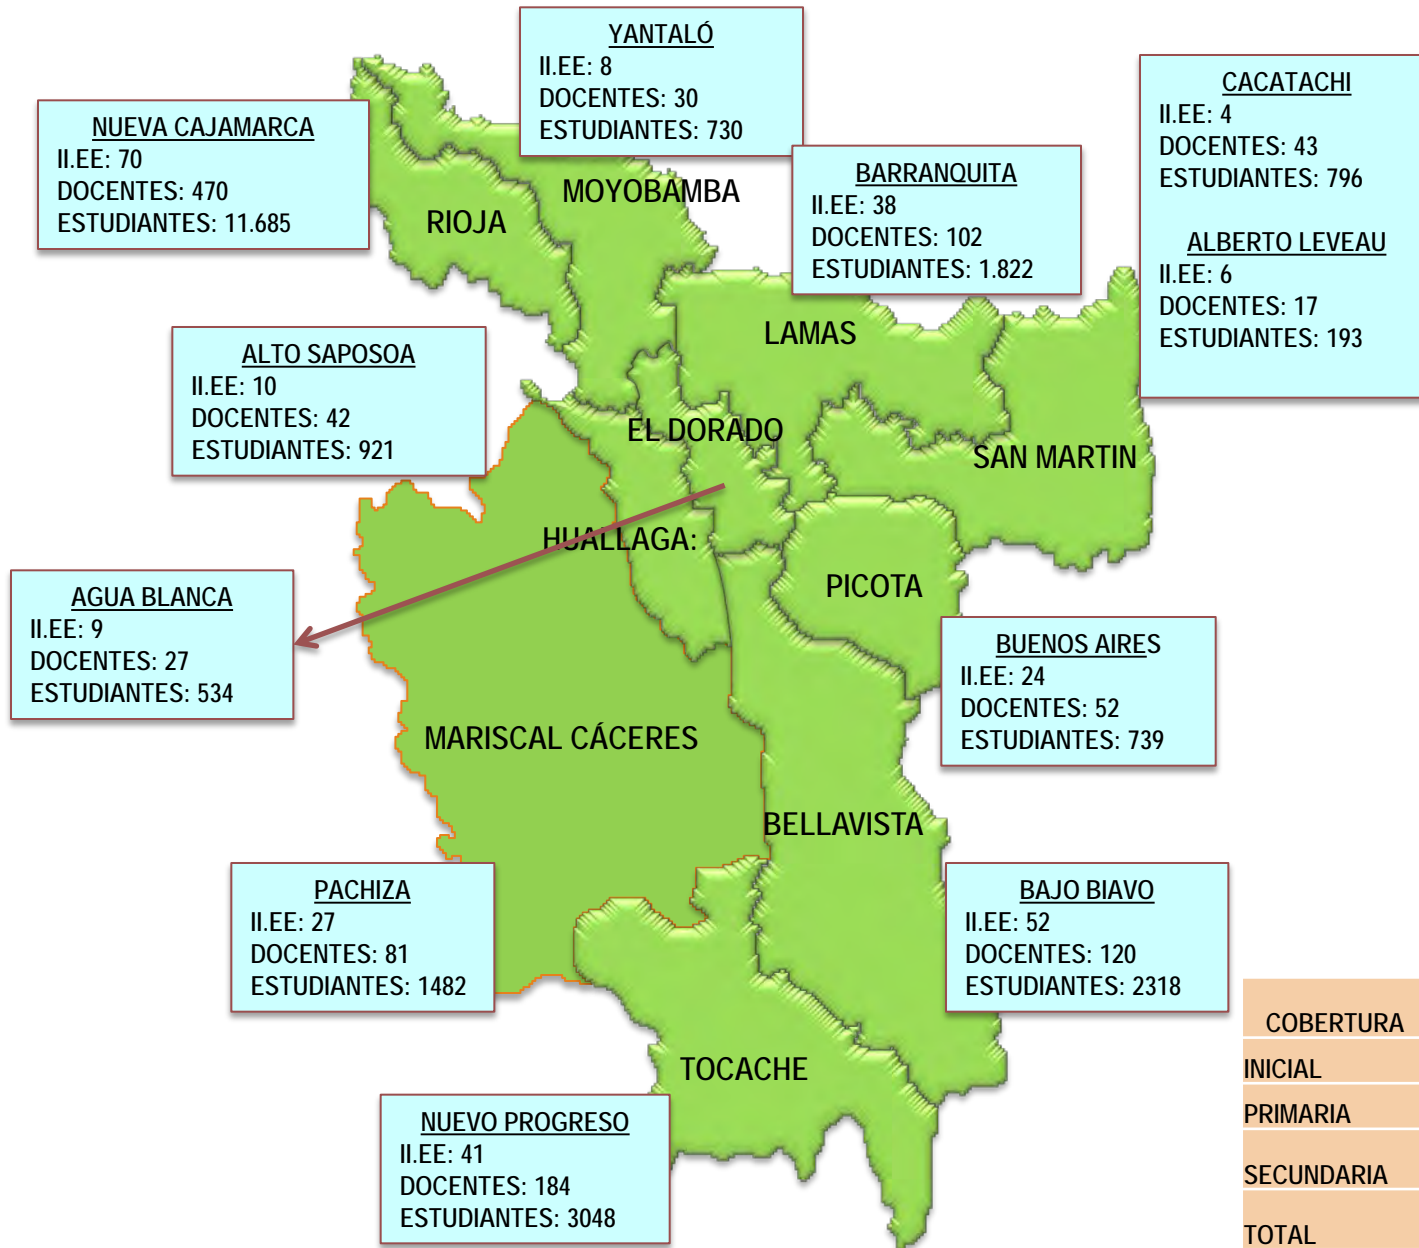 YANTALÓ
II.EE: 8
DOCENTES: 30
ESTUDIANTES: 730
CACATACHI
II.EE: 4
DOCENTES: 43
ESTUDIANTES: 796
ALBERTO LEVEAU
II.EE: 6
DOCENTES: 17
ESTUDIANTES: 193
NUEVA CAJAMARCA
II.EE: 70
DOCENTES: 470
ESTUDIANTES: 11.685
BARRANQUITA
II.EE: 38
DOCENTES: 102
ESTUDIANTES: 1.822
MOYOBAMBA
RIOJA
LAMAS
ALTO SAPOSOA
II.EE: 10
DOCENTES: 42
ESTUDIANTES: 921
EL DORADO
SAN MARTIN
HUALLAGA:
PICOTA
AGUA BLANCA
II.EE: 9
DOCENTES: 27
ESTUDIANTES: 534
BUENOS AIRES
II.EE: 24
DOCENTES: 52
ESTUDIANTES: 739
MARISCAL CÁCERES
BELLAVISTA
PACHIZA
II.EE: 27
DOCENTES: 81
ESTUDIANTES: 1482
BAJO BIAVO
II.EE: 52
DOCENTES: 120
ESTUDIANTES: 2318
TOCACHE
NUEVO PROGRESO
II.EE: 41
DOCENTES: 184
ESTUDIANTES: 3048
COBERTURA
INICIAL
PRIMARIA
SECUNDARIA
TOTAL